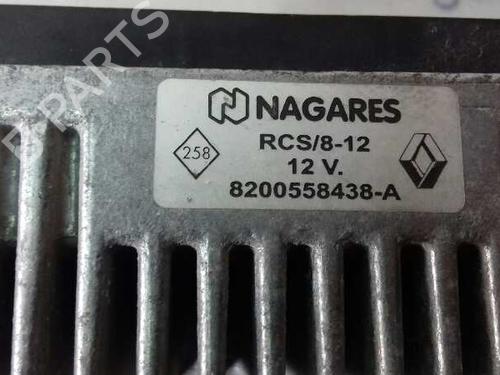 B-PARTS
NAGARES
RCS/8-12
258
12 V.
8200558438-A